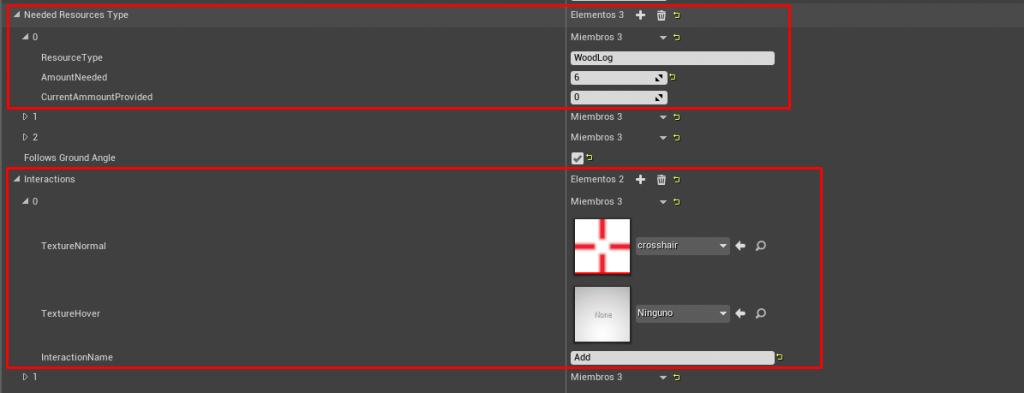 Needed Resources Type Elementos 3
0 Miembros 3
ResourceType WoodLog
AmountNeeded 6
CurrentAmmountProvided 0
1 Miembros 3
2 Miembros 3
Follows Ground Angle
Interactions Elementos 2
0 Miembros 3
TextureNormal crosshair
TextureHover None Ninguno
InteractionName Add
1 Miembros 3